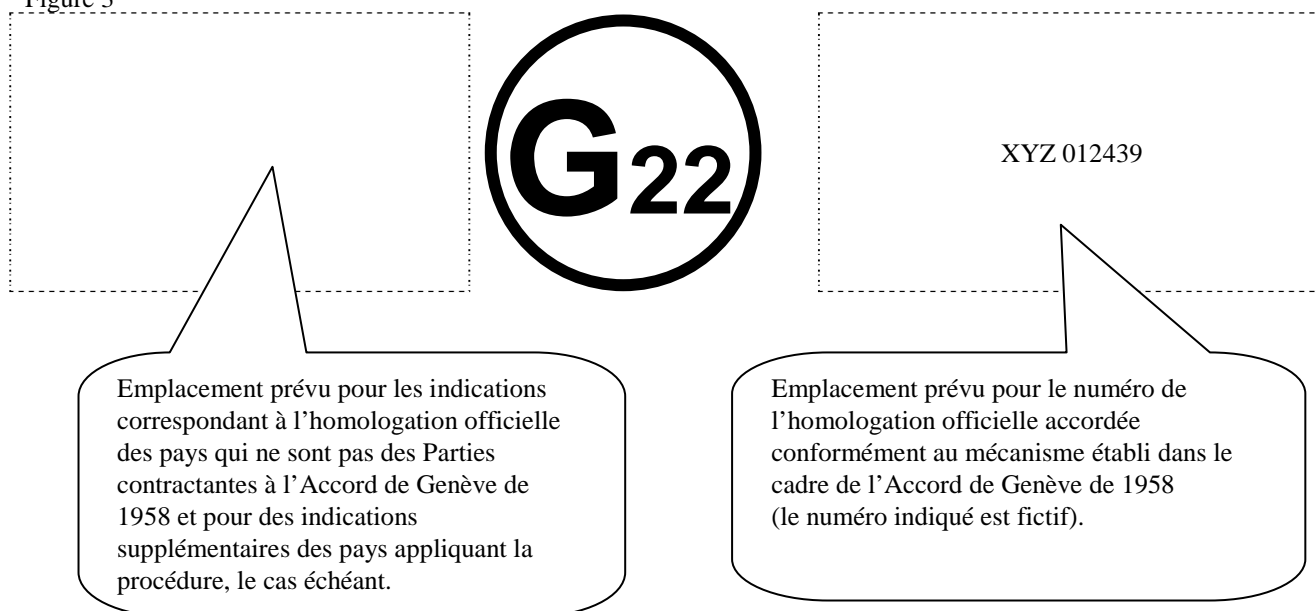 Figure 3
G22
XYZ 012439
Emplacement prévu pour les indications
correspondant à l'homologation officielle
des pays qui ne sont pas des Parties
contractantes à l'Accord de Genève de
1958 et pour des indications
supplémentaires des pays appliquant la
procédure, le cas échéant.
Emplacement prévu pour le numéro de
l'homologation officielle accordée
conformément au mécanisme établi dans le
cadre de l'Accord de Genève de 1958
(le numéro indiqué est fictif).